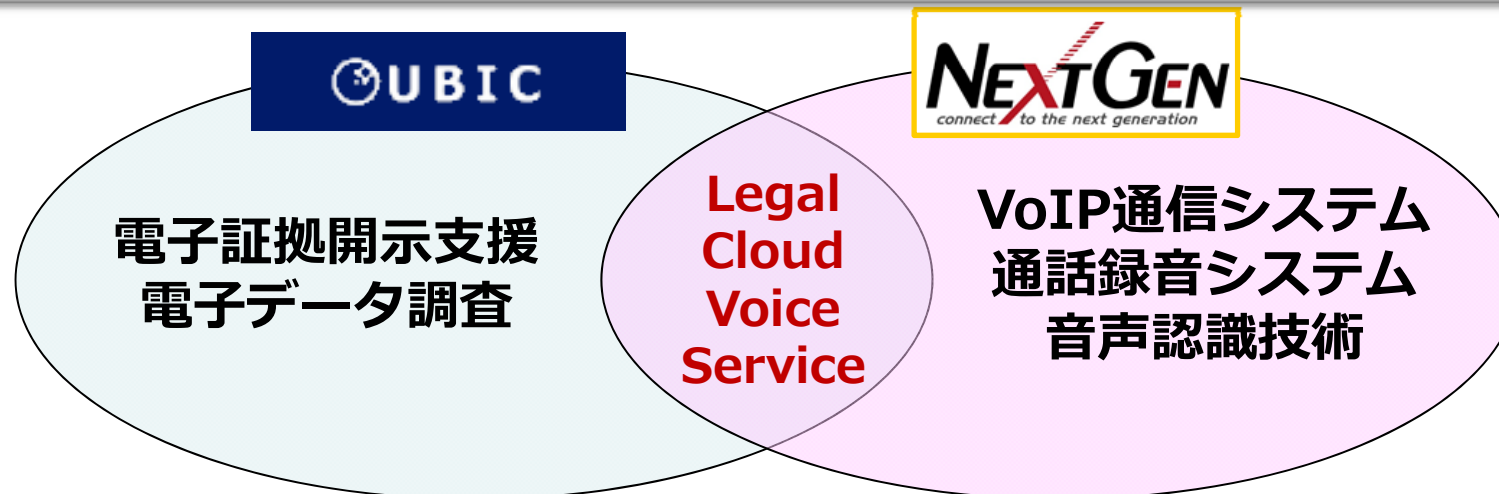 UBIC
NEXTGEN
connect to the next generation
電子証拠開示支援
電子データ調査
Legal
Cloud
Voice
Service
VoIP通信システム
通話録音システム
音声認識技術